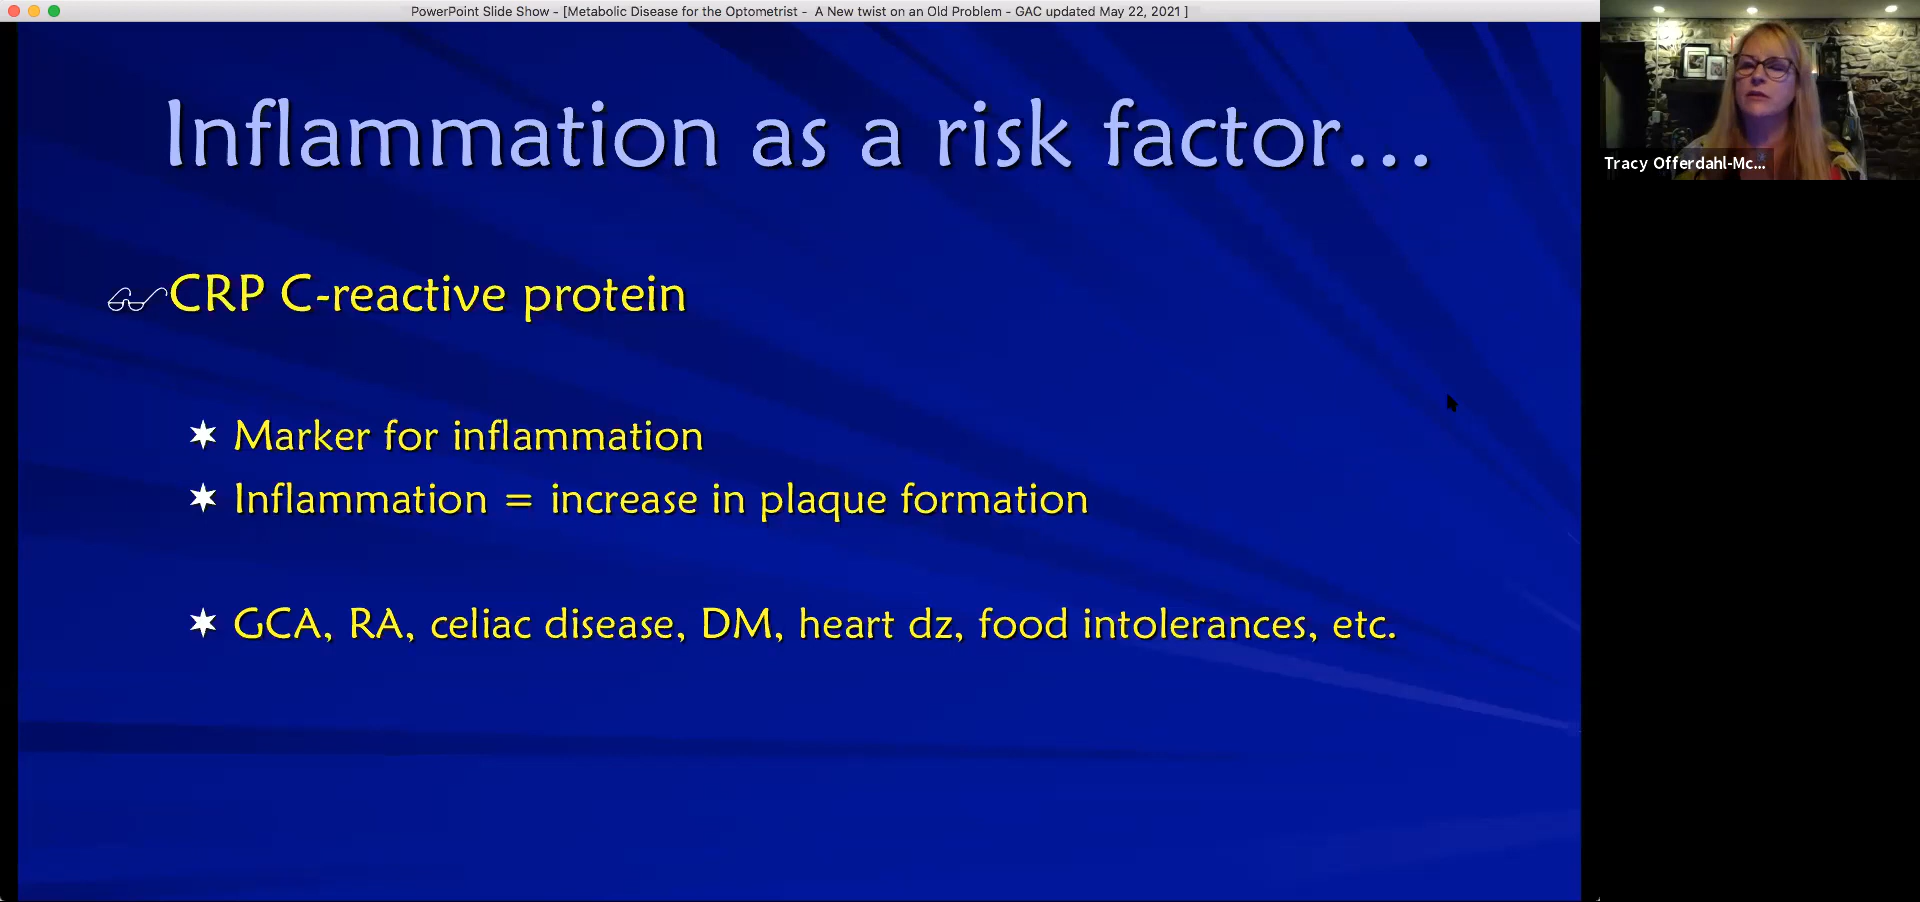 PowerPoint Slide Show - [Metabolic Disease for the Optometrist - A New twist on an Old Problem - GAC updated May 22, 2021 ]
Inflammation as a risk factor...
CRP C-reactive protein
Marker for inflammation
Inflammation = increase in plaque formation
GCA, RA, celiac disease, DM, heart dz, food intolerances, etc.
Tracy Offerdahl-Mc...